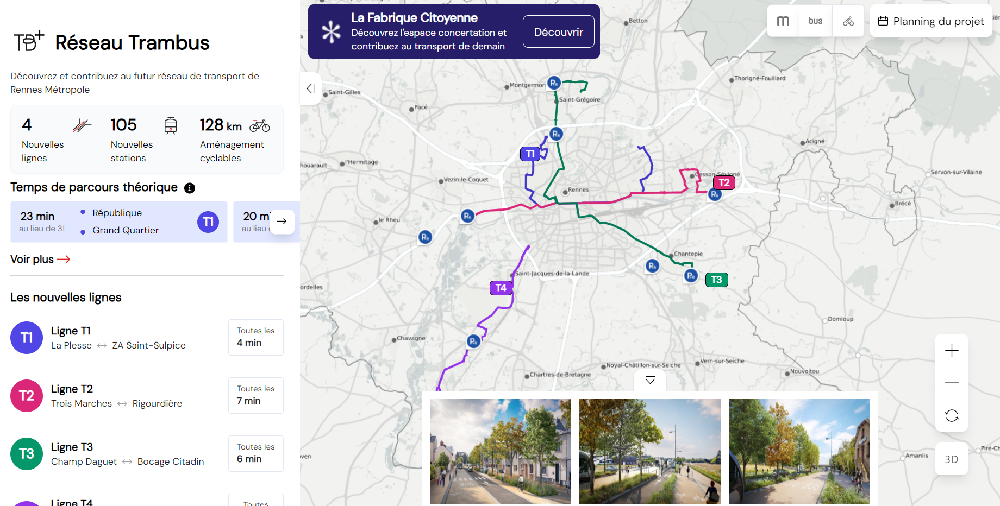 TB+ Réseau Trambus
Découvrez et contribuez au futur réseau de transport de
Rennes Métropole
4
Nouvelles
lignes
105
Nouvelles
stations
128 km
Aménagement
cyclables
Temps de parcours théorique
23 min
au lieu de 31
République
Grand Quartier
T1
20 mi
au lieu
Voir plus
Les nouvelles lignes
T1
Ligne T1
La Plesse ↔ ZA Saint-Sulpice
Toutes les
4 min
T2
Ligne T2
Trois Marches ↔ Rigourdière
Toutes les
7 min
T3
Ligne T3
Champ Daguet ↔ Bocage Citadin
Toutes les
6 min
Ligne T4
Toutes
La Fabrique Citoyenne
Découvrez l'espace concertation et
contribuez au transport de demain
Découvrir
m
bus
Planning du projet
Betton
Thorigné-Fouillard
Montgermon
Saint-Grégoire
Saint-Gilles
Pacé
Acigné
houarault
l'Hermitage
Vezin-le-Coquet
T1
Cesson-Sévigné
T2
Servon-sur-Vilaine
Rennes
Brécé
le Rheu
Chantepie
Saint-Jacques-de-la-Lande
T3
T4
ordelles
Domloup
Chavagne
Noyal-Châtillon-sur-Seiche
Vern-sur-Seiche
Chartres-de-Bretagne
Nouvoitou
Piré-Ch
Amanlis
ven
3D